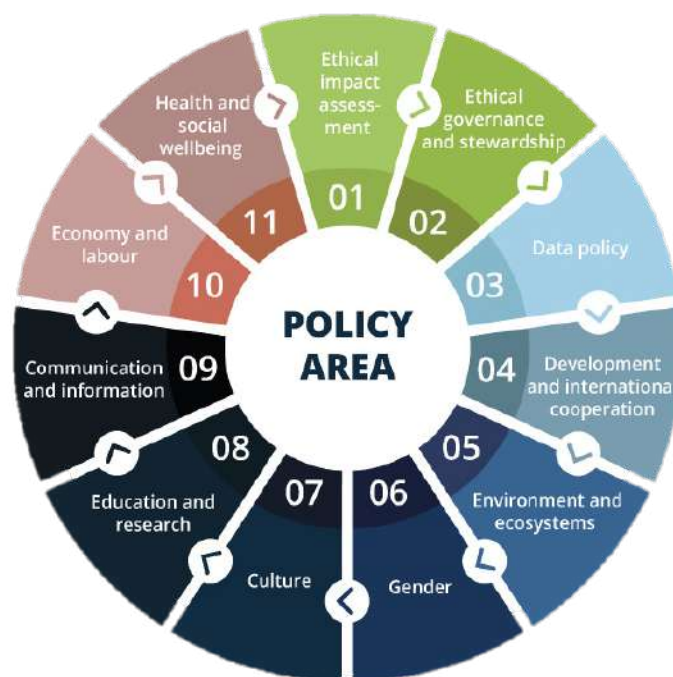 POLICY
AREA
01
Ethical
impact
assess-
ment
02
Ethical
governance
and stewardship
03
Data policy
04
Development
and internationa
cooperation
05
Environment and
ecosystems
06
Gender
07
Culture
08
Education and
research
09
Communication
and information
10
Economy and
labour
11
Health and
social
wellbeing